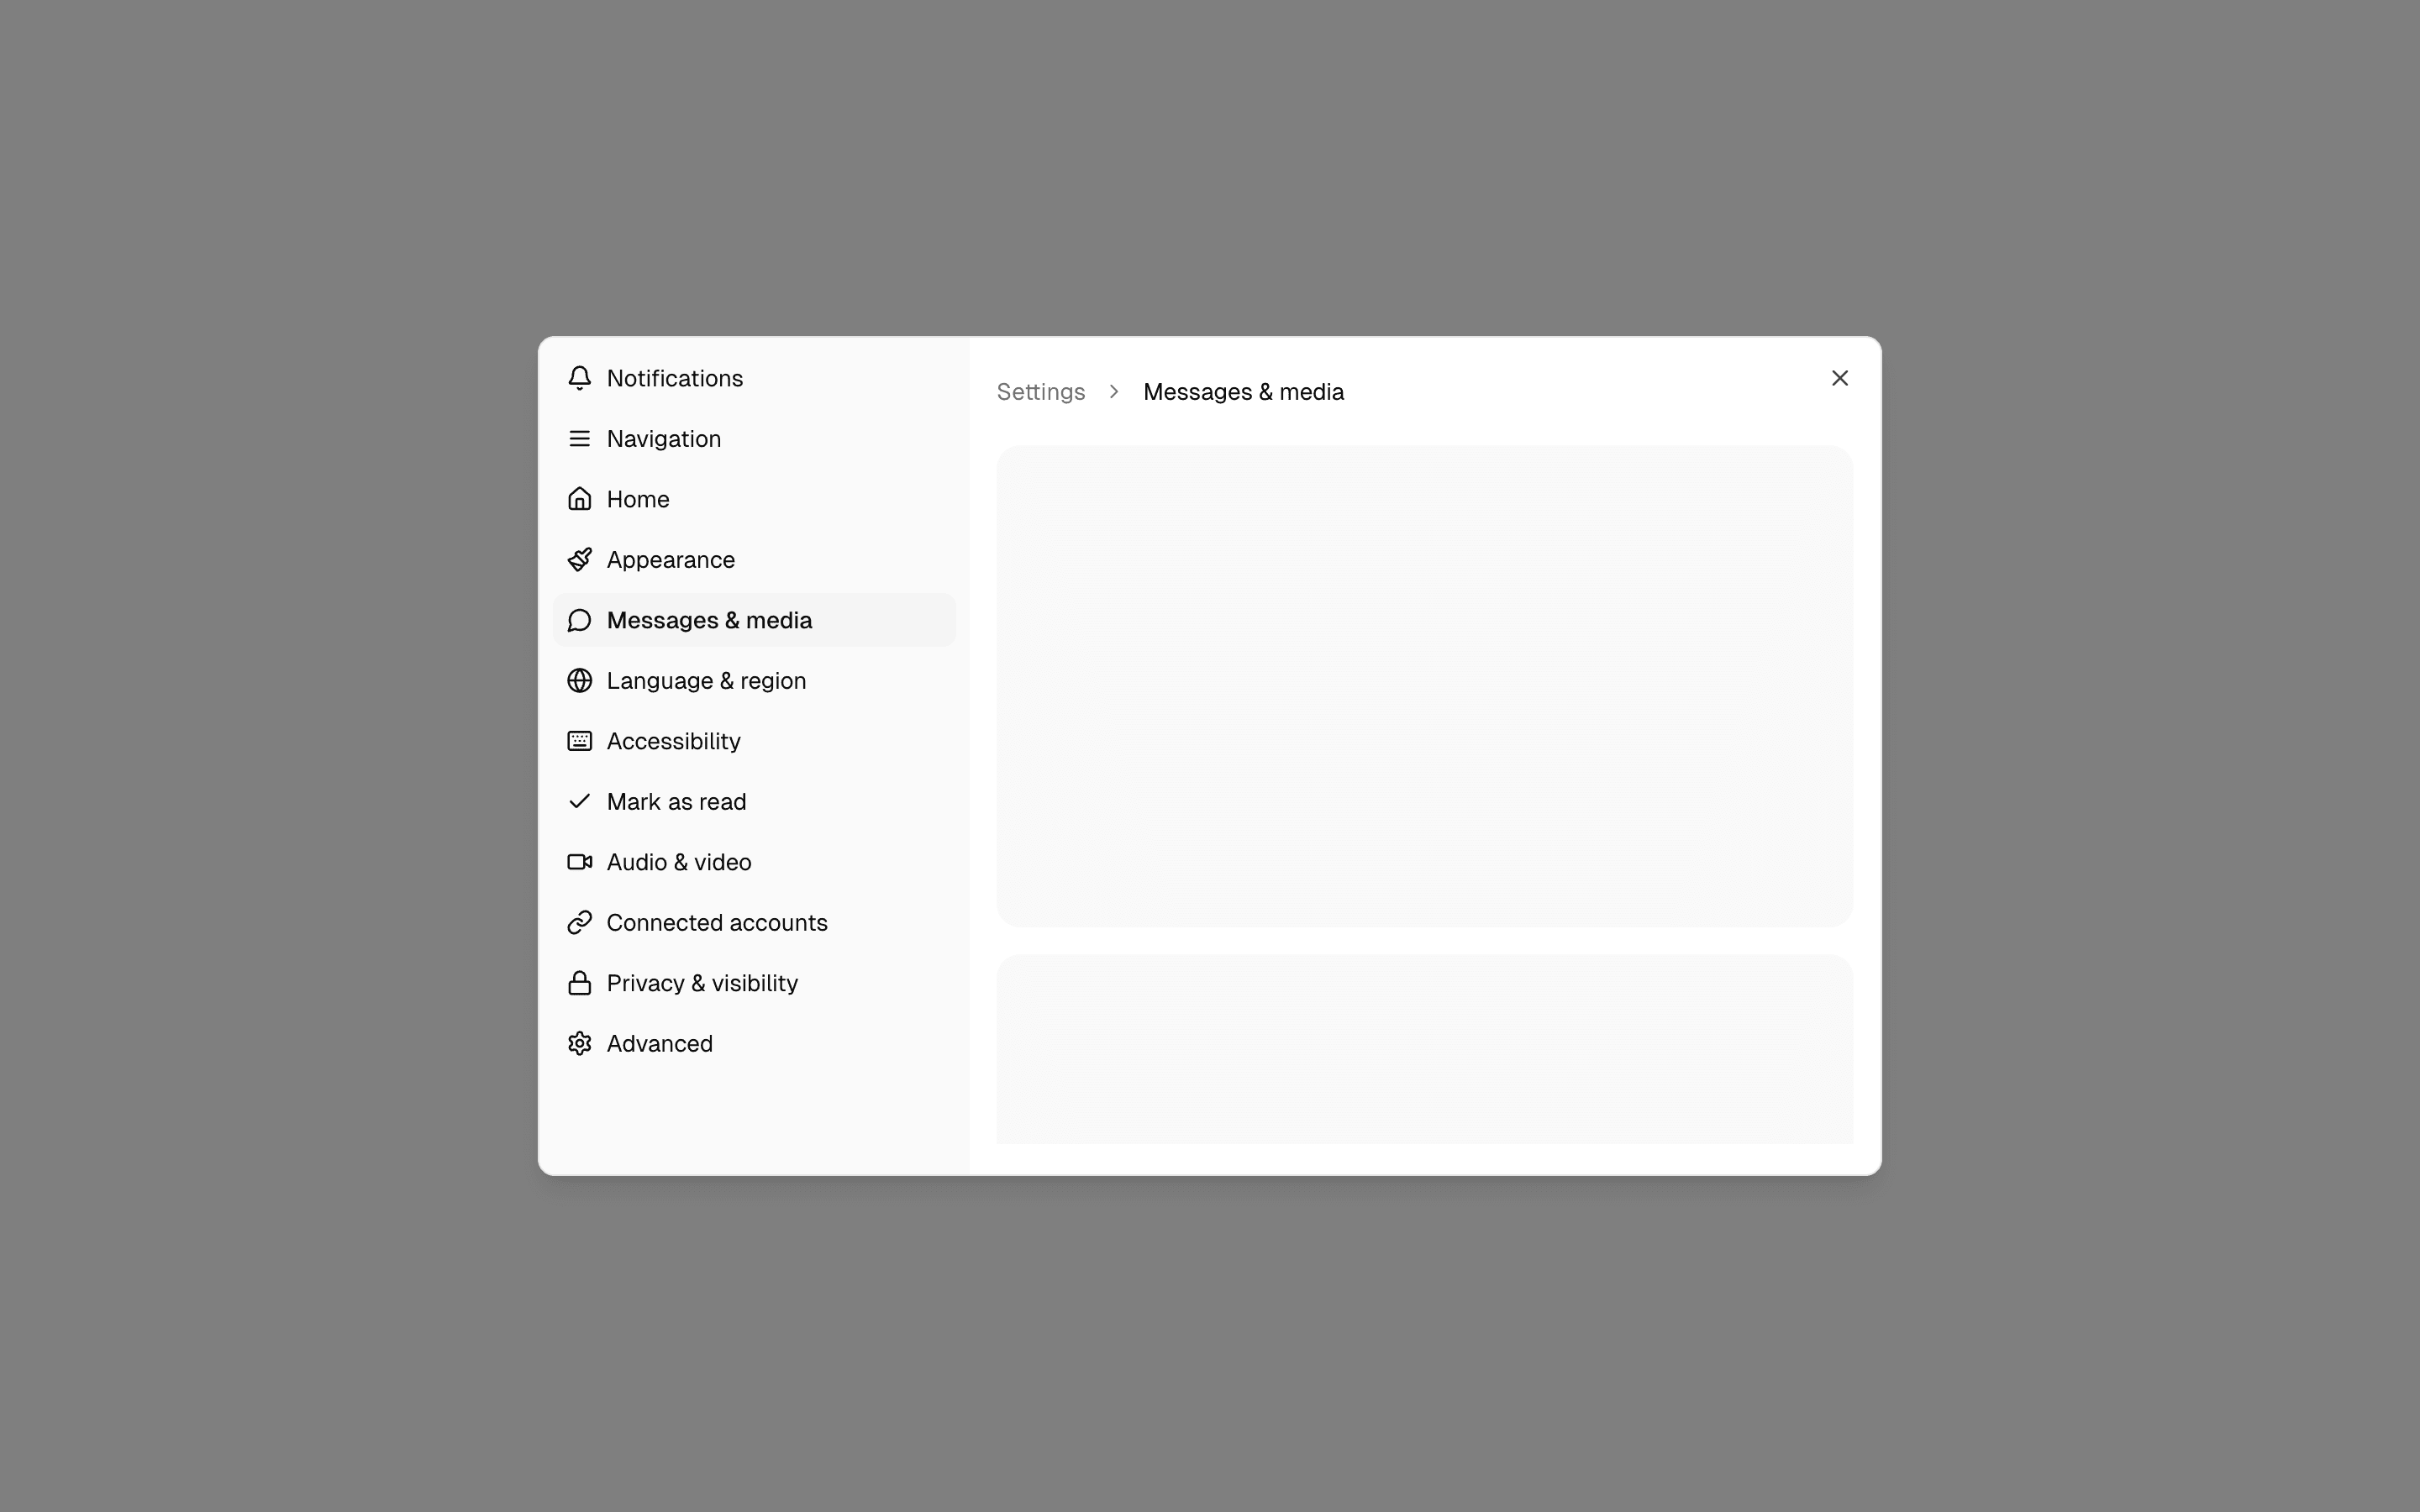 Notifications
Navigation
Home
Appearance
Messages & media
Language & region
Accessibility
Mark as read
Audio & video
Connected accounts
Privacy & visibility
Advanced
Settings
Messages & media